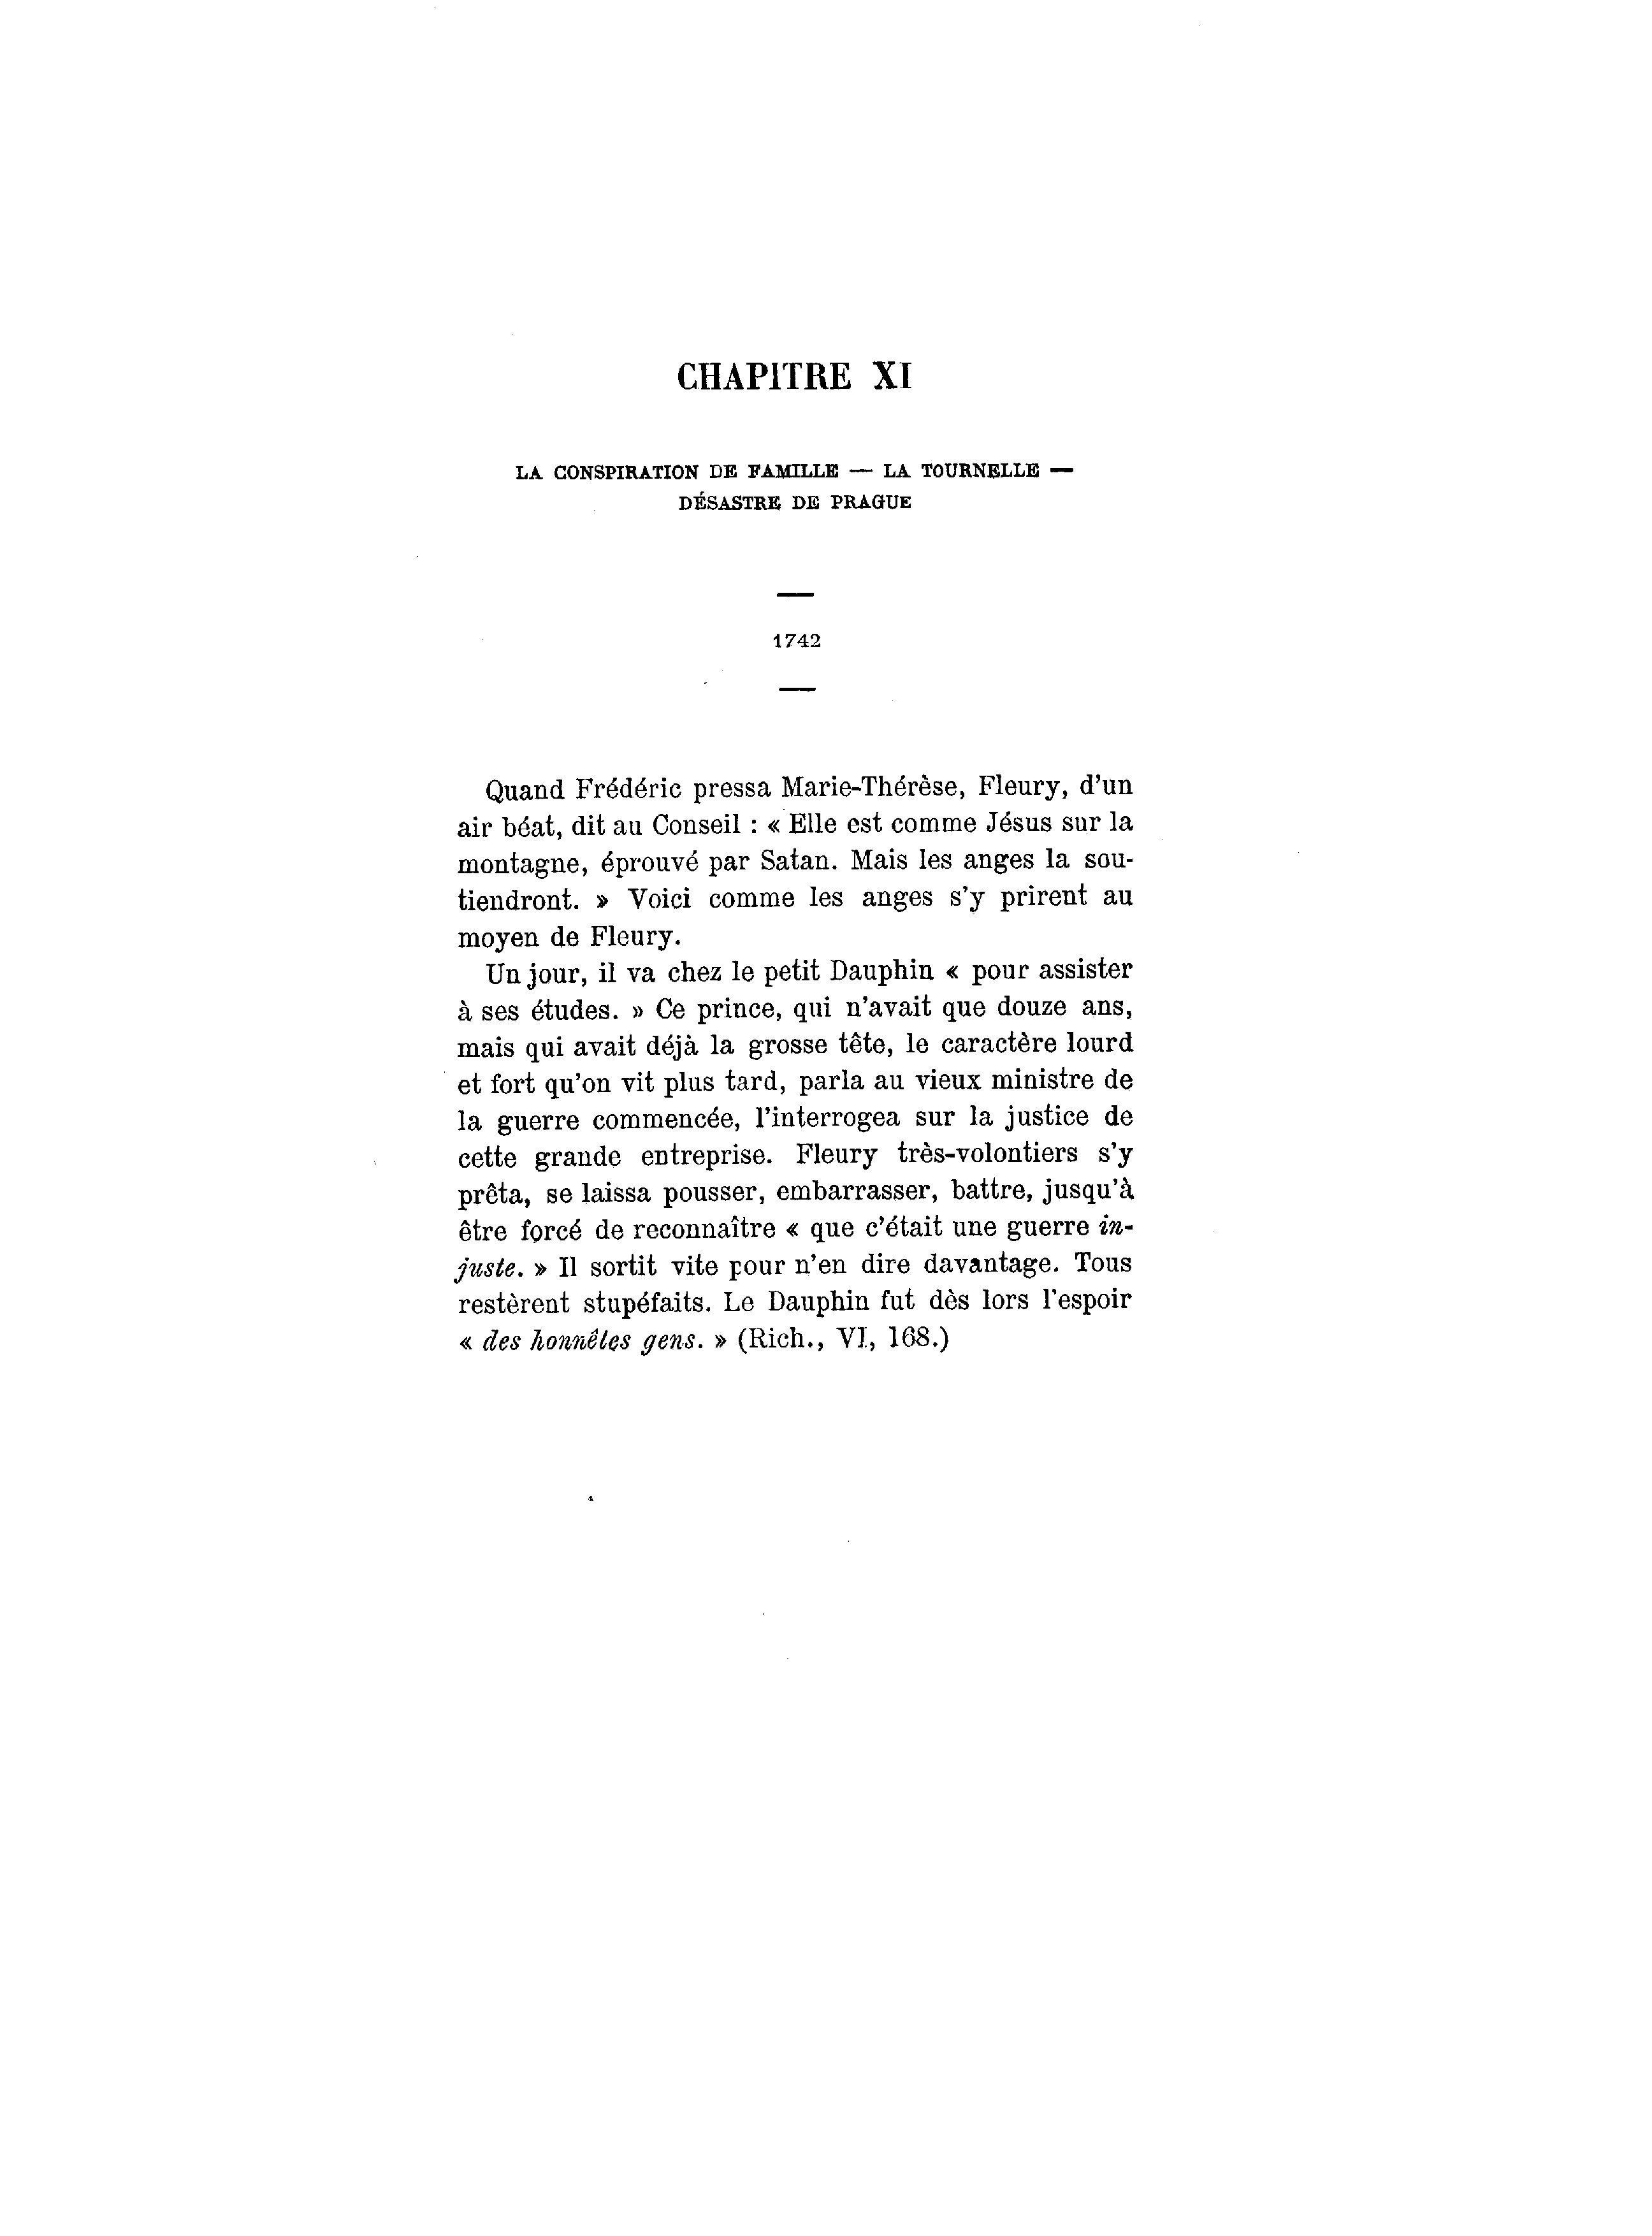 CHAPITRE XI
LA CONSPIRATION DE FAMILLE — LA TOURNELLE —
DÉSASTRE DE PRAGUE
1742
Quand Frédéric pressa Marie-Thérèse, Fleury, d'un
air béat, dit au Conseil : « Elle est comme Jésus sur la
montagne, éprouvé par Satan. Mais les anges la sou-
tiendront. » Voici comme les anges s'y prirent au
moyen de Fleury.
Un jour, il va chez le petit Dauphin « pour assister
à ses études. » Ce prince, qui n'avait que douze ans,
mais qui avait déjà la grosse tête, le caractère lourd
et fort qu'on vit plus tard, parla au vieux ministre de
la guerre commencée, l'interrogea sur la justice de
cette grande entreprise. Fleury très-volontiers s'y
prêta, se laissa pousser, embarrasser, battre, jusqu'à
être forcé de reconnaître « que c'était une guerre in-
juste. » Il sortit vite pour n'en dire davantage. Tous
restèrent stupéfaits. Le Dauphin fut dès lors l'espoir
« des honnêtes gens. » (Rich., VI, 168.)